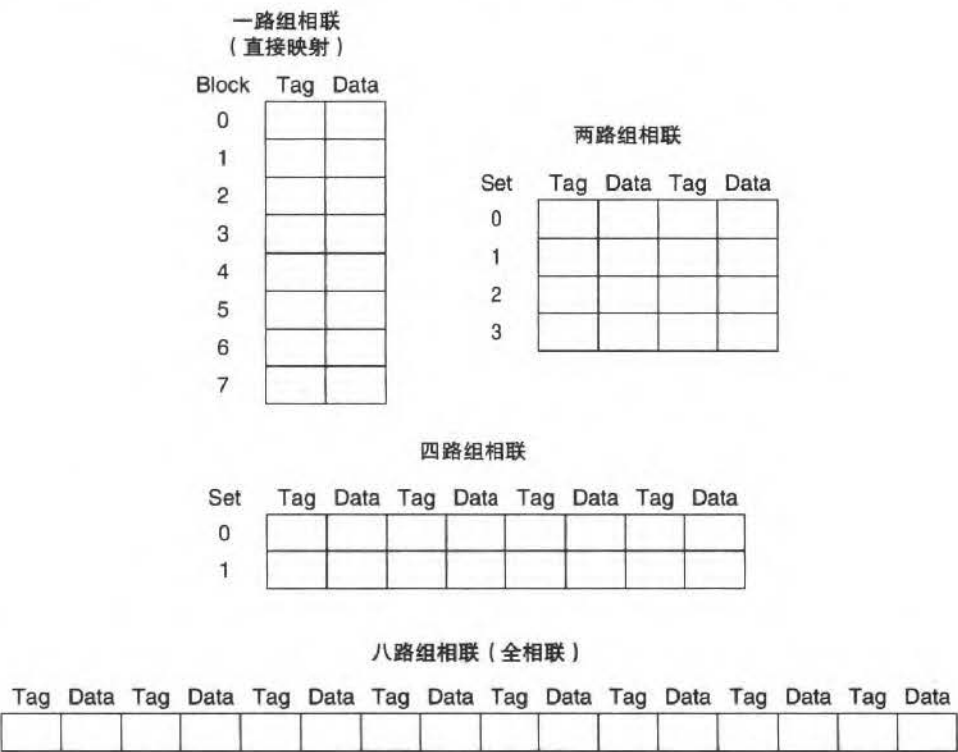 一路组相联
（直接映射）
Block Tag Data
0
1
2
3
4
5
6
7
两路组相联
Set Tag Data Tag Data
0
1
2
3
四路组相联
Set Tag Data Tag Data Tag Data Tag Data
0
1
八路组相联（全相联）
Tag Data Tag Data Tag Data Tag Data Tag Data Tag Data Tag Data Tag Data